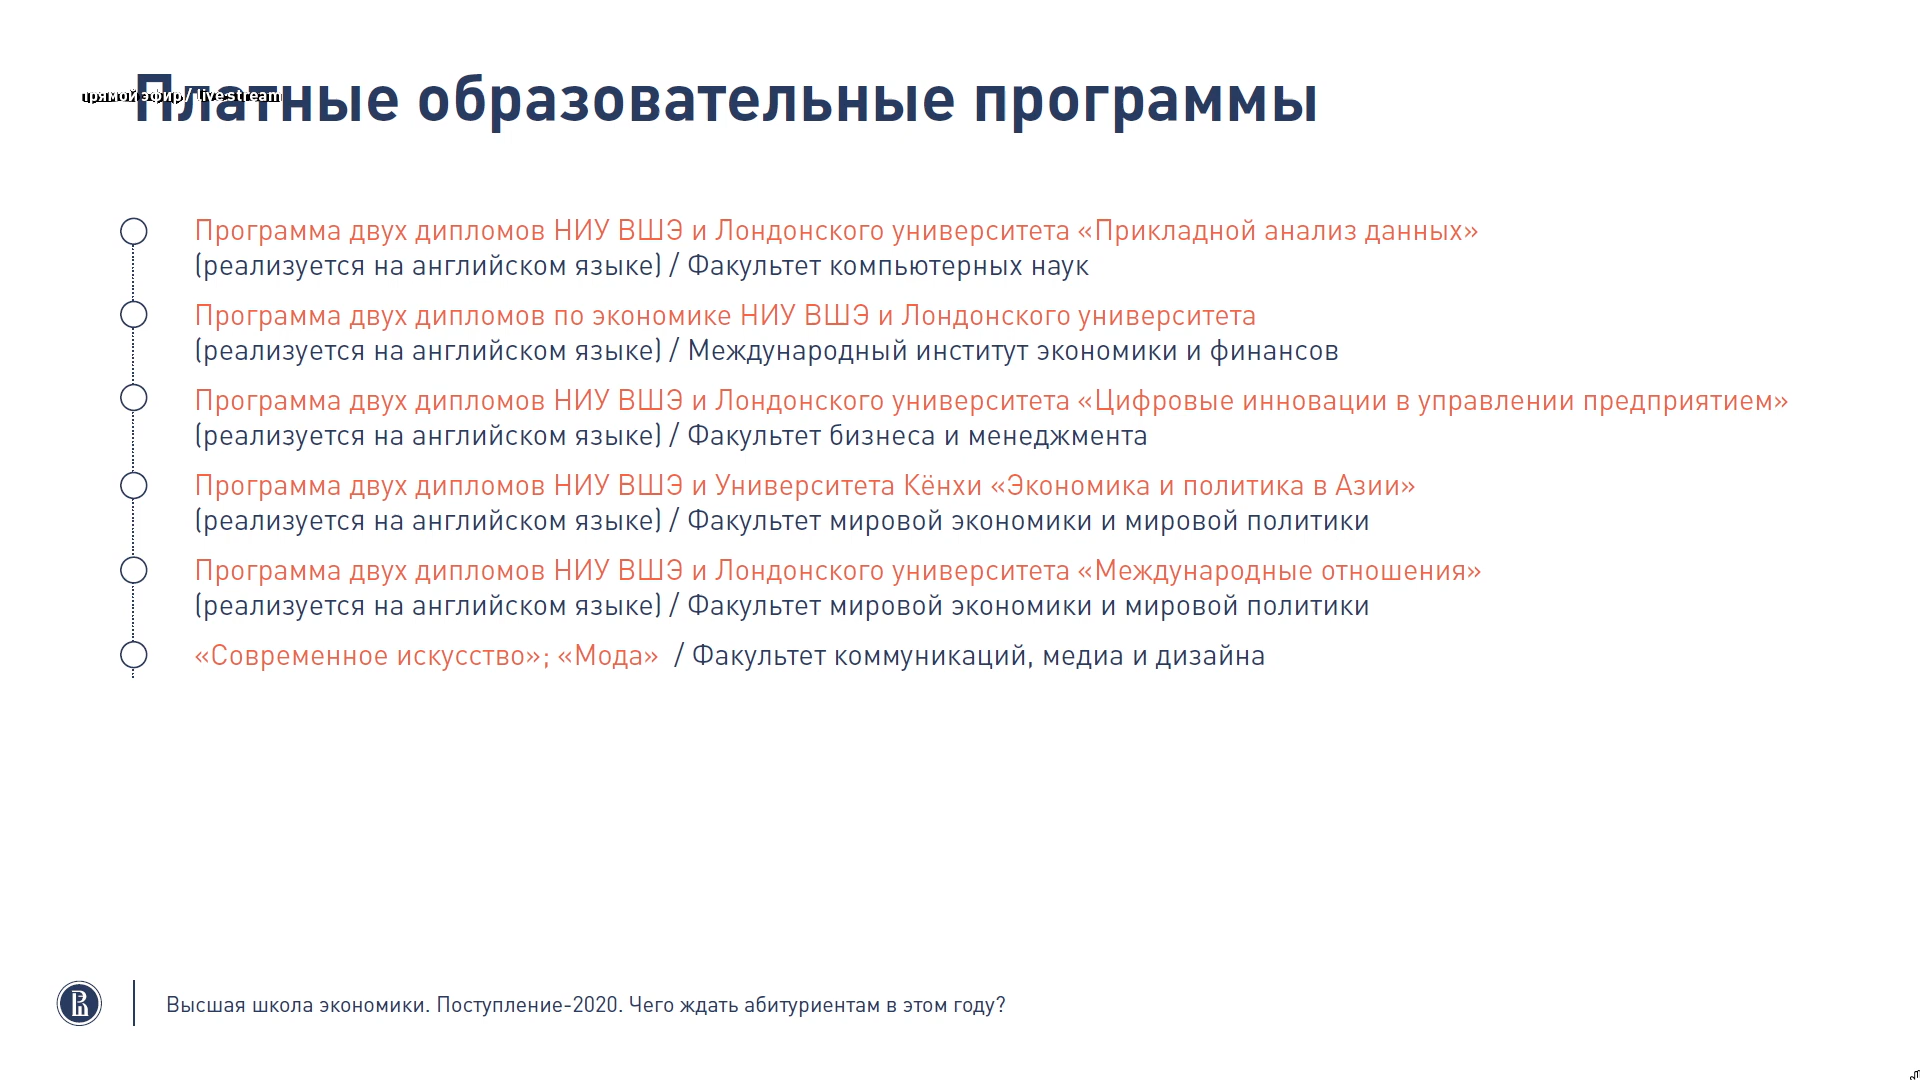 Платные образовательные программы
прямой эфир / live-stream
Программа двух дипломов НИУ ВШЭ и Лондонского университета «Прикладной анализ данных»
(реализуется на английском языке) / Факультет компьютерных наук
Программа двух дипломов по экономике НИУ ВШЭ и Лондонского университета
(реализуется на английском языке) / Международный институт экономики и финансов
Программа двух дипломов НИУ ВШЭ и Лондонского университета «Цифровые инновации в управлении предприятием»
(реализуется на английском языке) / Факультет бизнеса и менеджмента
Программа двух дипломов НИУ ВШЭ и Университета Кёнхи «Экономика и политика в Азии»
(реализуется на английском языке) / Факультет мировой экономики и мировой политики
Программа двух дипломов НИУ ВШЭ и Лондонского университета «Международные отношения»
(реализуется на английском языке) / Факультет мировой экономики и мировой политики
«Современное искусство»; «Мода» / Факультет коммуникаций, медиа и дизайна
Высшая школа экономики. Поступление-2020. Чего ждать абитуриентам в этом году?